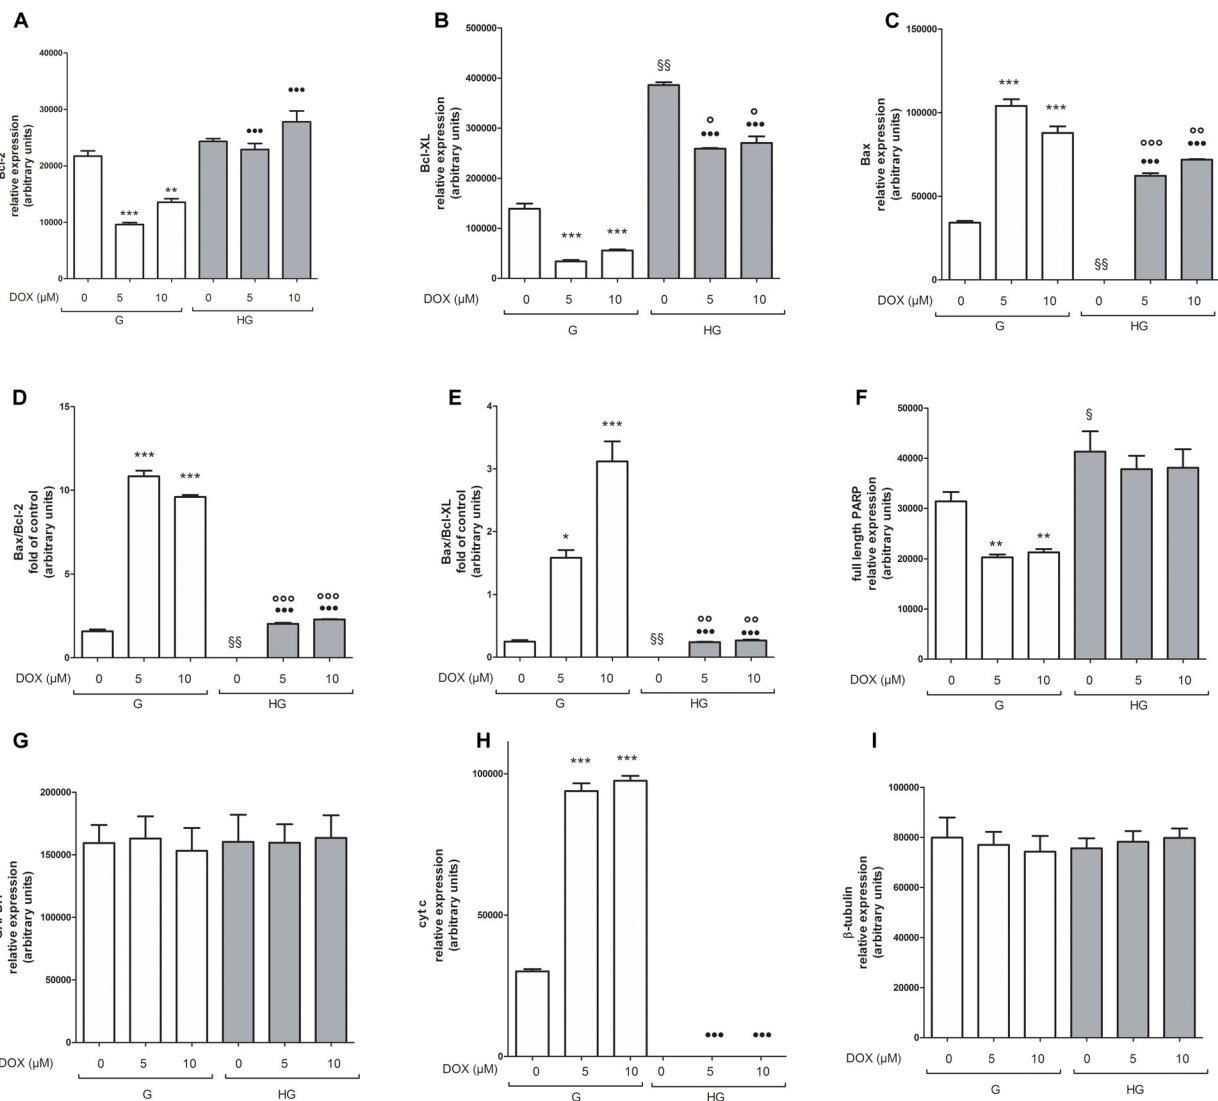 A
Bcl-2
relative expression
(arbitrary units)
40000
30000
20000
10000
0
***
**
•••
•••
DOX (µM)
0 5 10 0 5 10
G HG
B
Bcl-XL
relative expression
(arbitrary units)
500000
400000
300000
200000
100000
0
***
***
§§
°
•••
°
•••
DOX (µM)
0 5 10 0 5 10
G HG
C
Bax
relative expression
(arbitrary units)
150000
100000
50000
0
***
***
§§
°°°
•••
°°
•••
DOX (µM)
0 5 10 0 5 10
G HG
D
Bax/Bcl-2
fold of control
(arbitrary units)
15
10
5
0
***
***
§§
°°°
•••
°°°
•••
DOX (µM)
0 5 10 0 5 10
G HG
E
Bax/Bcl-XL
fold of control
(arbitrary units)
4
3
2
1
0
*
***
§§
°°
•••
°°
•••
DOX (µM)
0 5 10 0 5 10
G HG
F
full length PARP
relative expression
(arbitrary units)
50000
40000
30000
20000
10000
0
**
**
§
DOX (µM)
0 5 10 0 5 10
G HG
G
relative expression
(arbitrary units)
200000
150000
100000
50000
0
DOX (µM)
0 5 10 0 5 10
G HG
H
cyt c
relative expression
(arbitrary units)
100000
50000
0
***
***
•••
•••
DOX (µM)
0 5 10 0 5 10
G HG
I
β-tubulin
relative expression
(arbitrary units)
100000
80000
60000
40000
20000
0
DOX (µM)
0 5 10 0 5 10
G HG